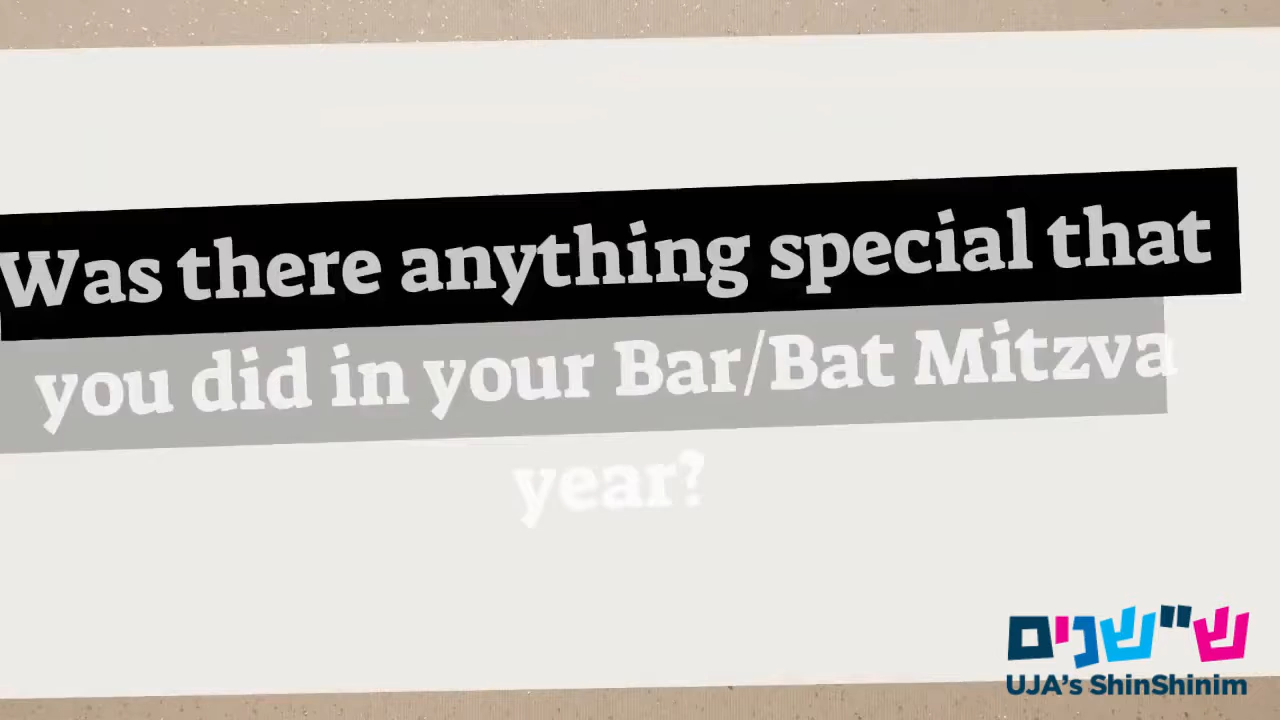 Was there anything special that
you did in your Bar/Bat Mitzva
year?
ש״שנים
UJA's ShinShinim